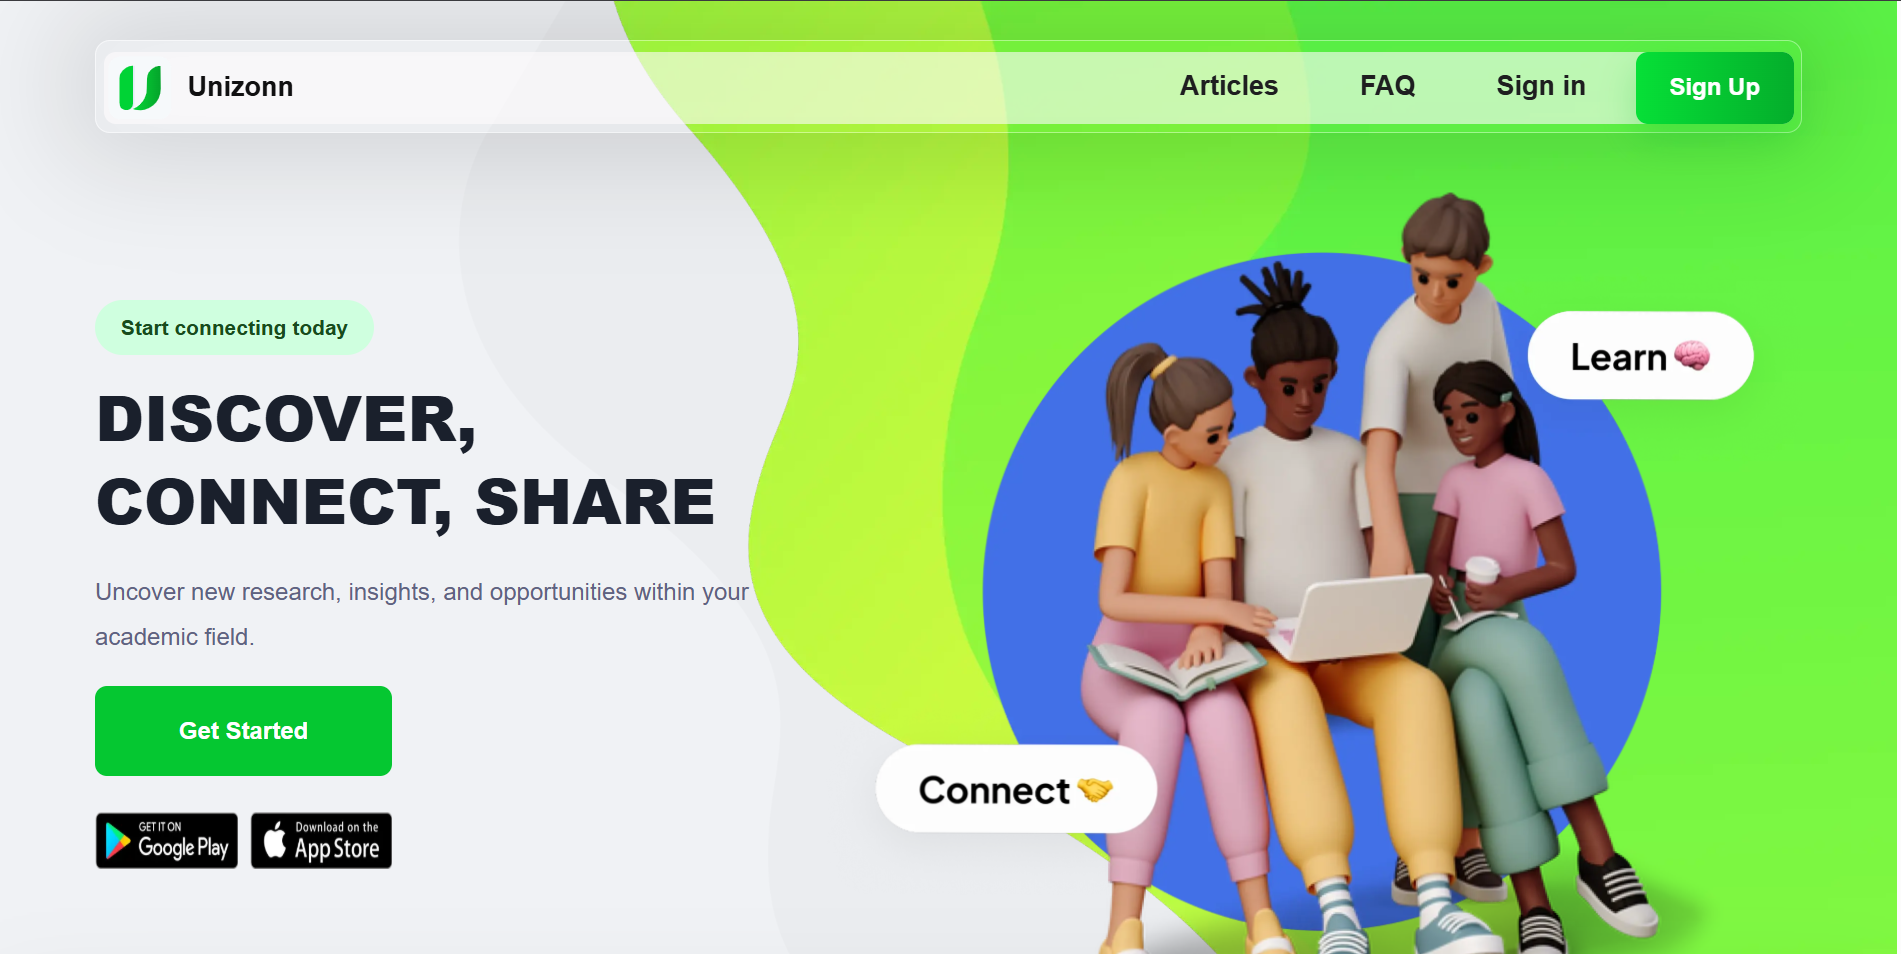 Unizonn
Articles
FAQ
Sign in
Sign Up
Start connecting today
DISCOVER,
CONNECT, SHARE
Uncover new research, insights, and opportunities within your
academic field.
Get Started
GET IT ON
Google Play
Download on the
App Store
Learn 🧠
Connect 🤝